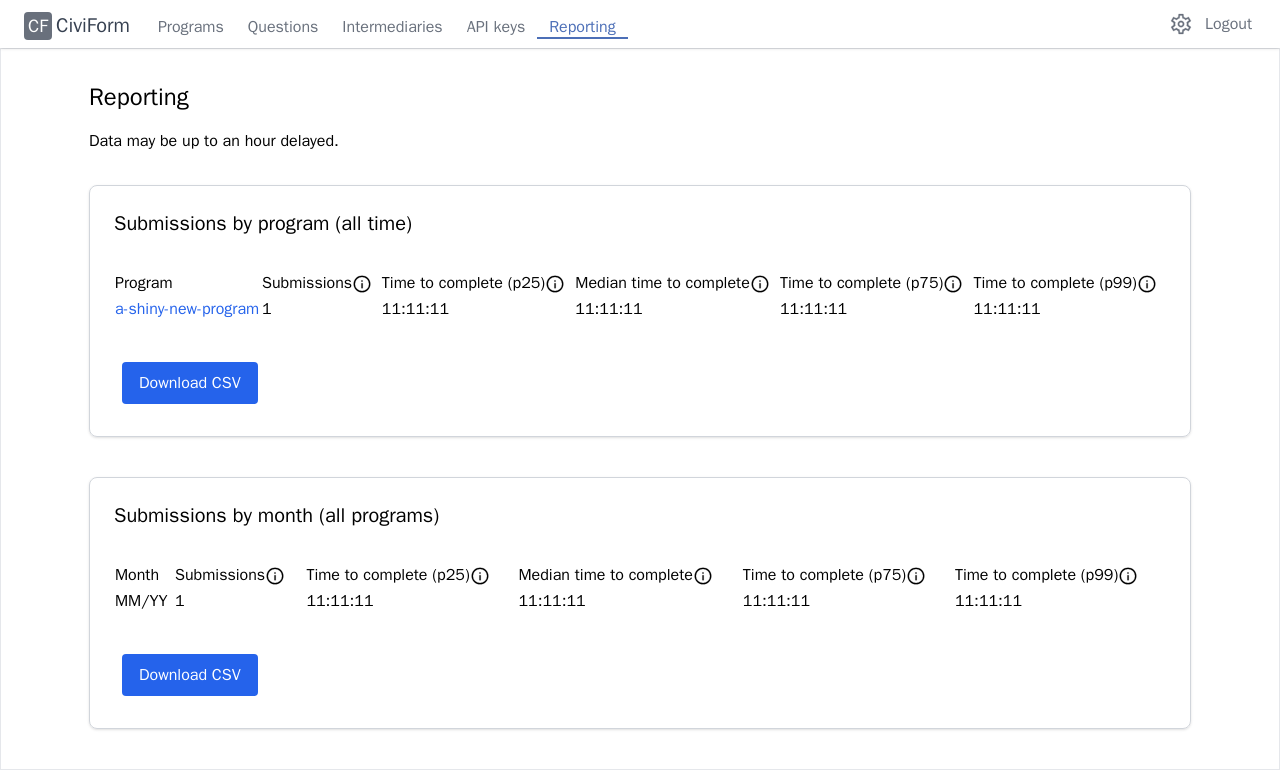 CF CiviForm Programs Questions Intermediaries API keys Reporting Logout
Reporting
Data may be up to an hour delayed.
Submissions by program (all time)
Program Submissions Time to complete (p25) Median time to complete Time to complete (p75) Time to complete (p99)
a-shiny-new-program 1 11:11:11 11:11:11 11:11:11 11:11:11
Download CSV
Submissions by month (all programs)
Month Submissions Time to complete (p25) Median time to complete Time to complete (p75) Time to complete (p99)
MM/YY 1 11:11:11 11:11:11 11:11:11 11:11:11
Download CSV